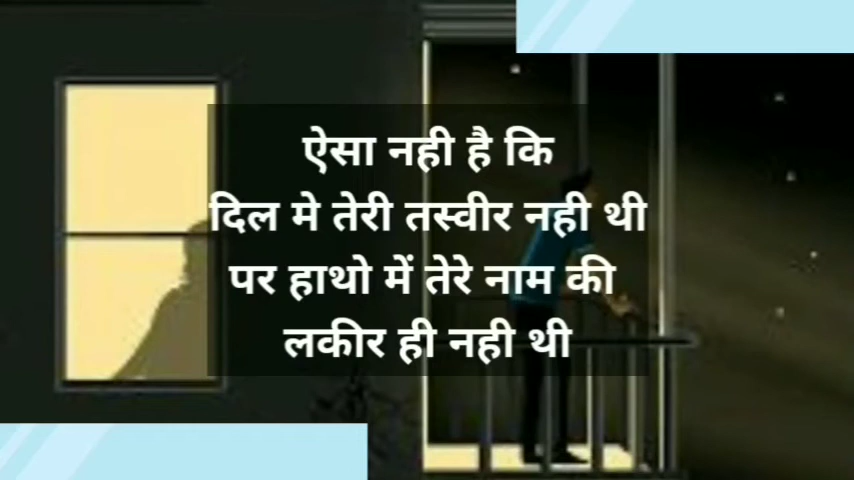 ऐसा नही है कि
दिल मे तेरी तस्वीर नही थी
पर हाथो में तेरे नाम की
लकीर ही नही थी